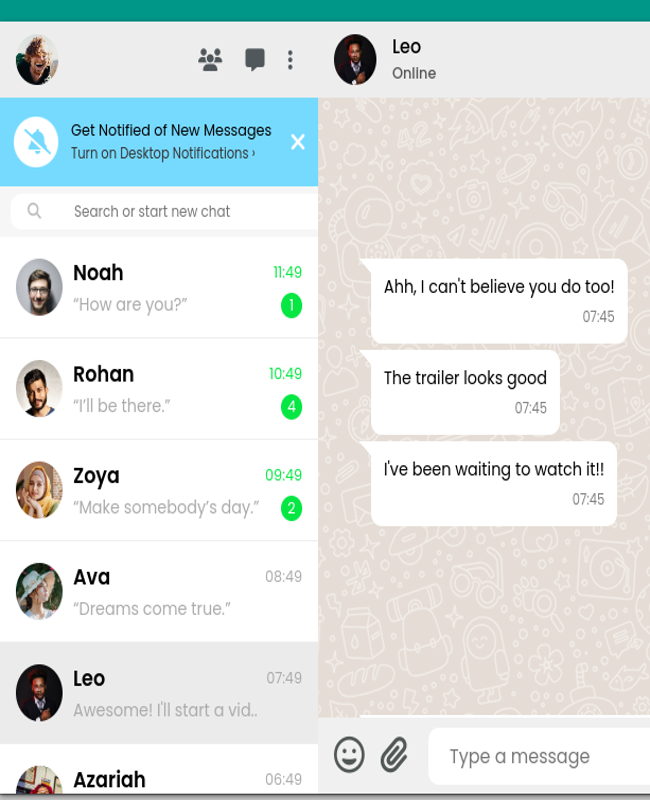 Leo
Online
Get Notified of New Messages
Turn on Desktop Notifications ›
Search or start new chat
Noah
11:49
“How are you?”
1
Rohan
10:49
“I'll be there.”
4
Zoya
09:49
“Make somebody's day.”
2
Ava
08:49
“Dreams come true.”
Leo
07:49
Awesome! I'll start a vid..
Azariah
06:49
42
Ahh, I can't believe you do too!
07:45
The trailer looks good
07:45
I've been waiting to watch it!!
07:45
Type a message